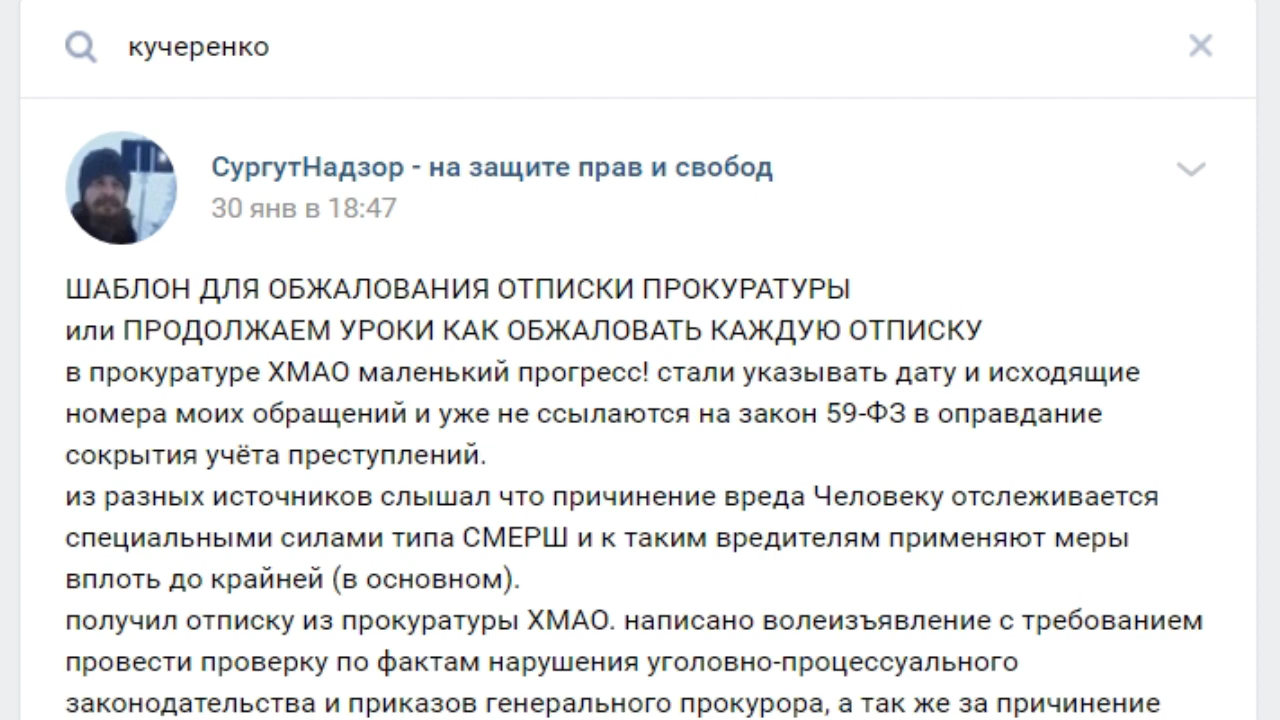 кучеренко
СургутНадзор - на защите прав и свобод
30 янв в 18:47
ШАБЛОН ДЛЯ ОБЖАЛОВАНИЯ ОТПИСКИ ПРОКУРАТУРЫ
или ПРОДОЛЖАЕМ УРОКИ КАК ОБЖАЛОВАТЬ КАЖДУЮ ОТПИСКУ
в прокуратуре ХМАО маленький прогресс! стали указывать дату и исходящие
номера моих обращений и уже не ссылаются на закон 59-ФЗ в оправдание
сокрытия учёта преступлений.
из разных источников слышал что причинение вреда Человеку отслеживается
специальными силами типа СМЕРШ и к таким вредителям применяют меры
вплоть до крайней (в основном).
получил отписку из прокуратуры ХМАО. написано волеизъявление с требованием
провести проверку по фактам нарушения уголовно-процессуального
законодательства и приказов генерального прокурора, а так же за причинение